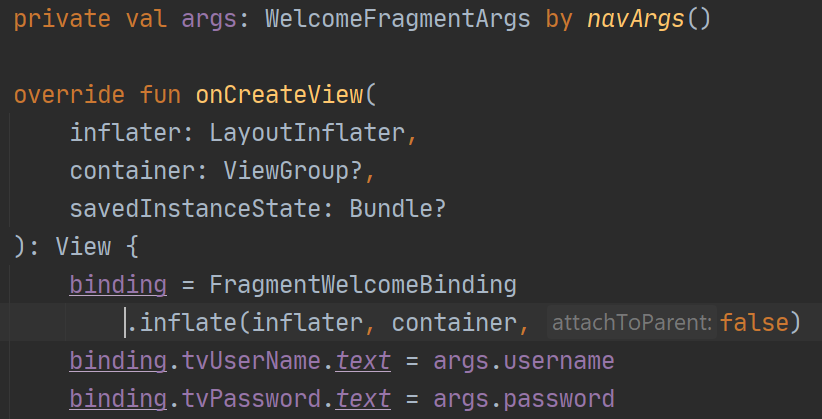 private val args: WelcomeFragmentArgs by navArgs()
override fun onCreateView(
inflater: LayoutInflater,
container: ViewGroup?,
savedInstanceState: Bundle?
): View {
binding = FragmentWelcomeBinding
.inflate(inflater, container, attachToParent: false)
binding.tvUserName.text = args.username
binding.tvPassword.text = args.password